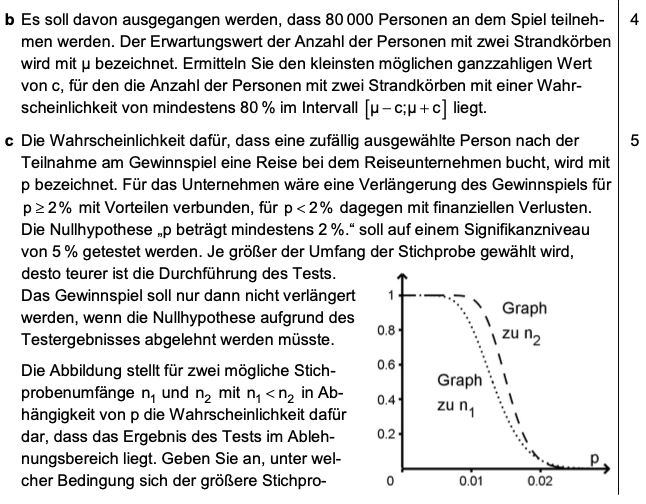 b Es soll davon ausgegangen werden, dass 80 000 Personen an dem Spiel teilneh- 4
men werden. Der Erwartungswert der Anzahl der Personen mit zwei Strandkörben
wird mit μ bezeichnet. Ermitteln Sie den kleinsten möglichen ganzzahligen Wert
von c, für den die Anzahl der Personen mit zwei Strandkörben mit einer Wahr-
scheinlichkeit von mindestens 80 % im Intervall [μ − c;μ + c] liegt.
c Die Wahrscheinlichkeit dafür, dass eine zufällig ausgewählte Person nach der 5
Teilnahme am Gewinnspiel eine Reise bei dem Reiseunternehmen bucht, wird mit
p bezeichnet. Für das Unternehmen wäre eine Verlängerung des Gewinnspiels für
p ≥ 2% mit Vorteilen verbunden, für p < 2% dagegen mit finanziellen Verlusten.
Die Nullhypothese „p beträgt mindestens 2 %.“ soll auf einem Signifikanzniveau
von 5 % getestet werden. Je größer der Umfang der Stichprobe gewählt wird,
desto teurer ist die Durchführung des Tests.
Das Gewinnspiel soll nur dann nicht verlängert
werden, wenn die Nullhypothese aufgrund des
Testergebnisses abgelehnt werden müsste.
Die Abbildung stellt für zwei mögliche Stich-
probenumfänge n₁ und n₂ mit n₁ < n₂ in Ab-
hängigkeit von p die Wahrscheinlichkeit dafür
dar, dass das Ergebnis des Tests im Ableh-
nungsbereich liegt. Geben Sie an, unter wel-
cher Bedingung sich der größere Stichpro-
1
0.8
0.6
0.4
0.2
0
0.01
0.02
p
Graph
zu n₂
Graph
zu n₁